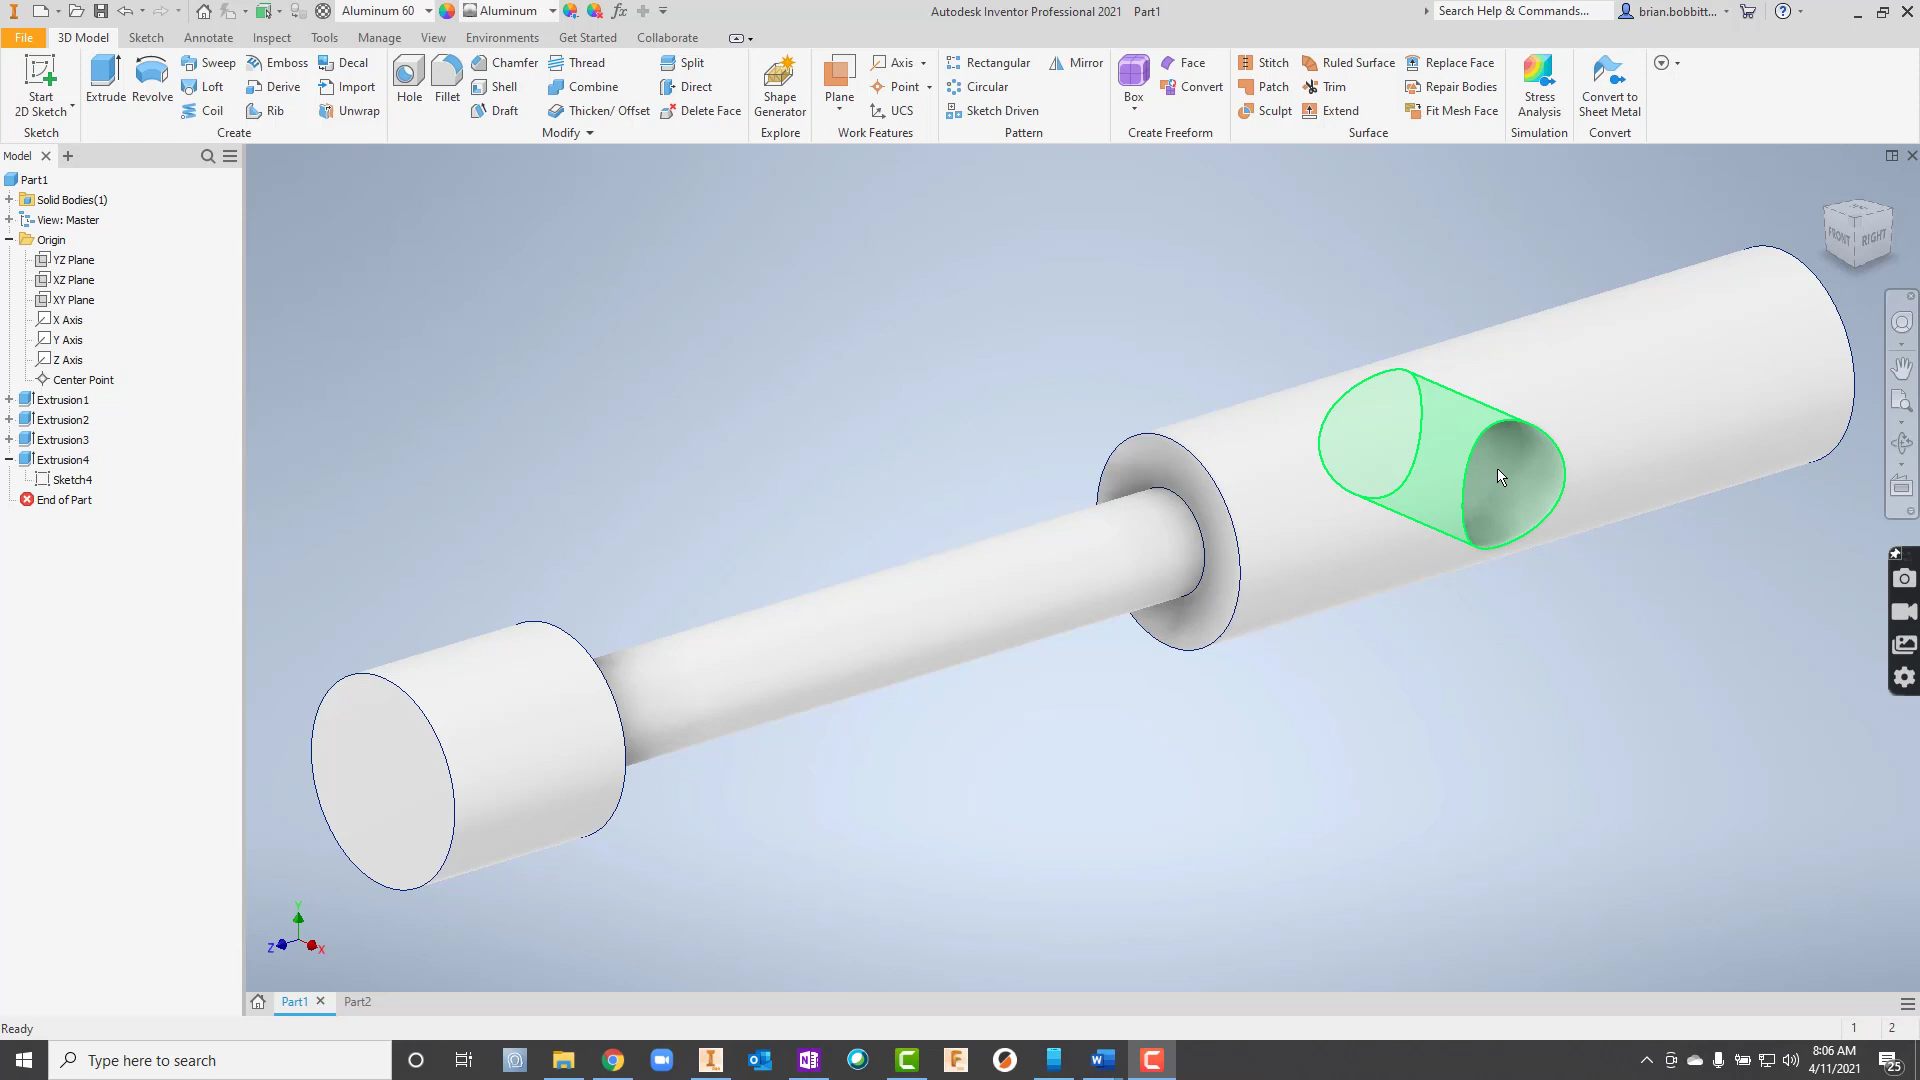 Aluminum 60
Aluminum
Autodesk Inventor Professional 2021 Part1
Search Help & Commands...
brian.bobbitt...
File
3D Model
Sketch
Annotate
Inspect
Tools
Manage
View
Environments
Get Started
Collaborate
Start
2D Sketch
Sketch
Extrude
Revolve
Sweep
Loft
Coil
Emboss
Derive
Rib
Decal
Import
Unwrap
Create
Hole
Fillet
Chamfer
Shell
Draft
Thread
Combine
Thicken/ Offset
Split
Direct
Delete Face
Modify
Shape
Generator
Explore
Plane
Axis
Point
UCS
Work Features
Rectangular
Circular
Sketch Driven
Mirror
Pattern
Box
Face
Convert
Create Freeform
Stitch
Patch
Sculpt
Ruled Surface
Trim
Extend
Replace Face
Repair Bodies
Fit Mesh Face
Surface
Stress
Analysis
Simulation
Convert to
Sheet Metal
Convert
Model
Part1
Solid Bodies(1)
View: Master
Origin
YZ Plane
XZ Plane
XY Plane
X Axis
Y Axis
Z Axis
Center Point
Extrusion1
Extrusion2
Extrusion3
Extrusion4
Sketch4
End of Part
FRONT
RIGHT
Y
Z
X
Part1
Part2
Ready
1
2
Type here to search
8:06 AM
4/11/2021
25